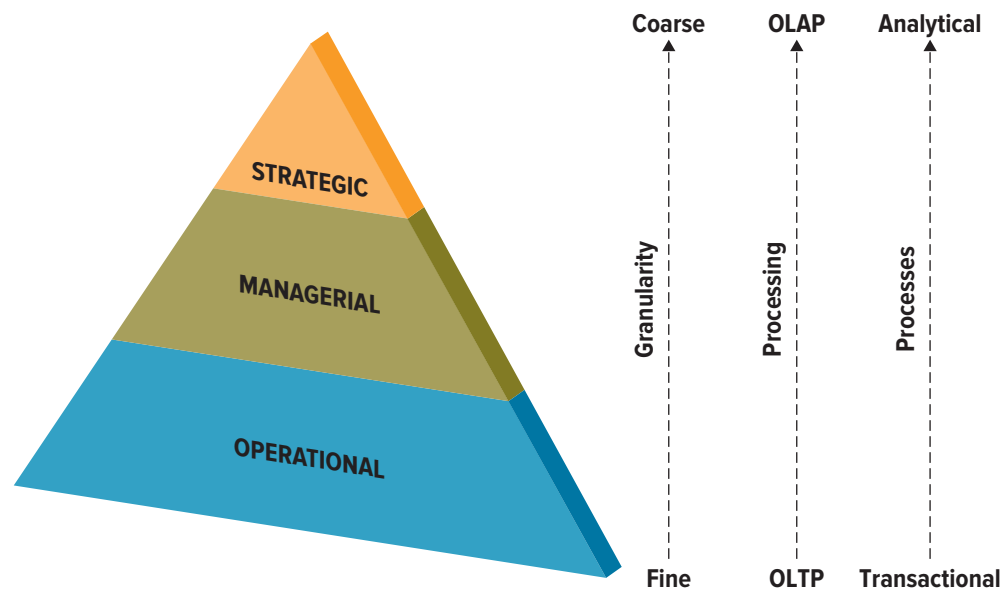 Coarse OLAP Analytical
STRATEGIC
MANAGERIAL
OPERATIONAL
Granularity
Processing
Processes
Fine OLTP Transactional